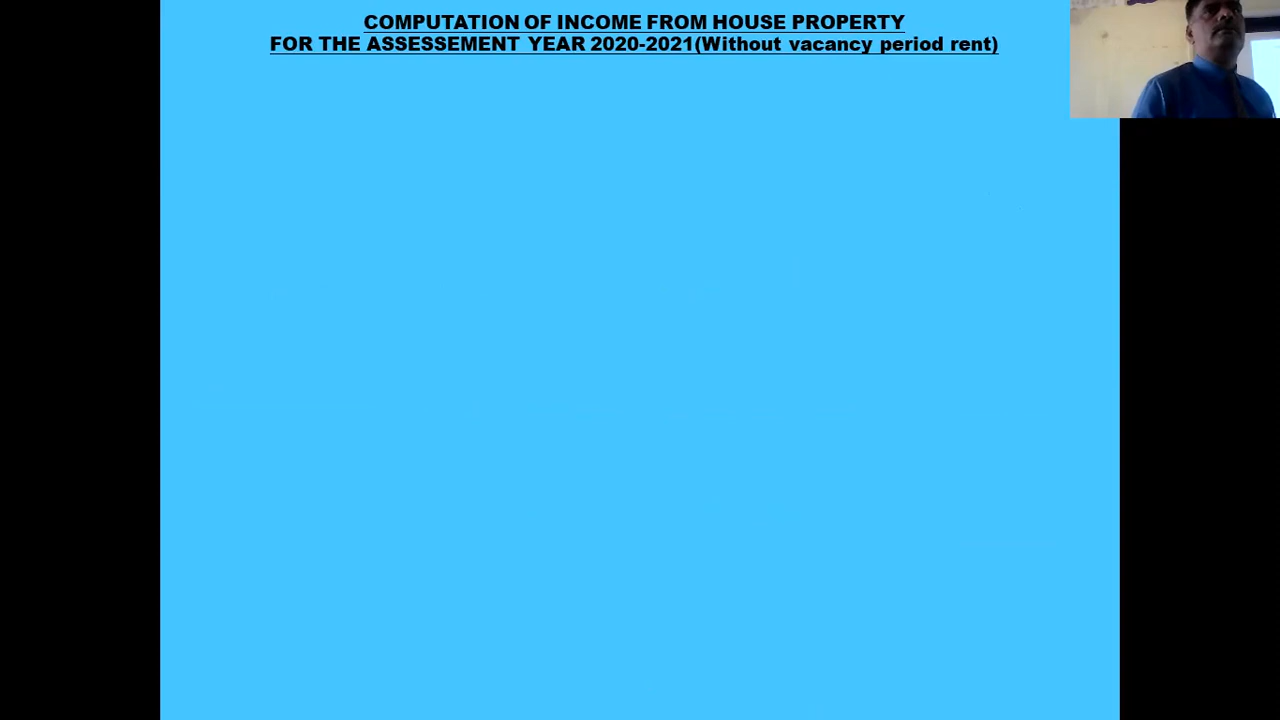 COMPUTATION OF INCOME FROM HOUSE PROPERTY
FOR THE ASSESSEMENT YEAR 2020-2021(Without vacancy period rent)